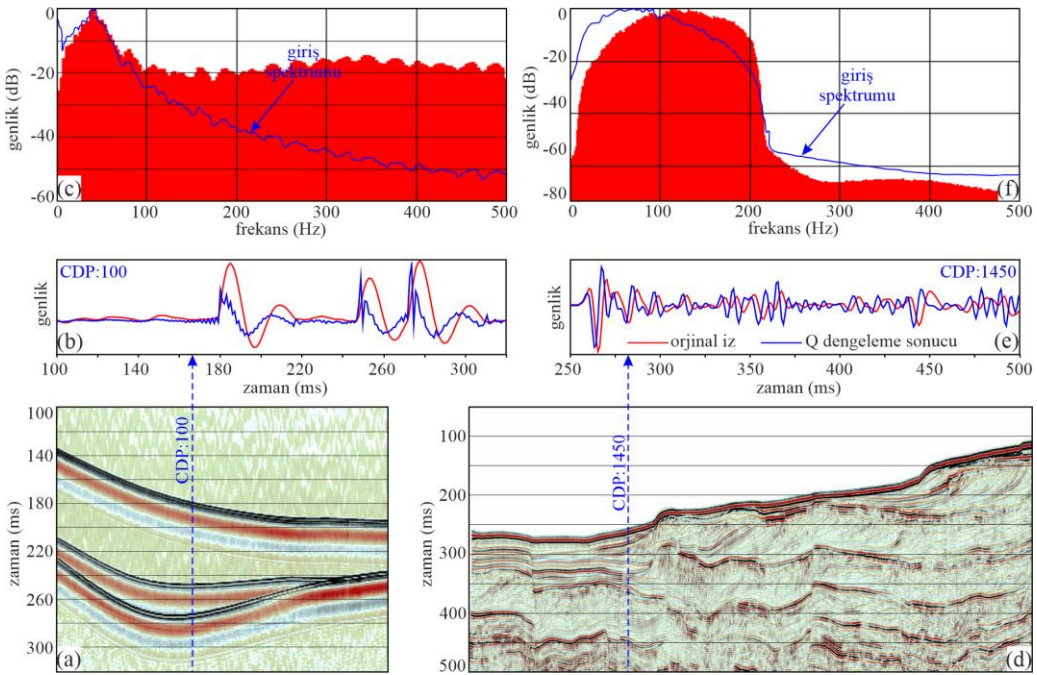 0
-20
-40
-60
genlik (dB)
giriş
spektrumu
(c)
0 100 200 300 400 500
frekans (Hz)
0
-20
-40
-60
-80
genlik (dB)
giriş
spektrumu
(f)
0 100 200 300 400 500
frekans (Hz)
CDP:100
genlik
(b)
100 140 180 220 260 300
zaman (ms)
CDP:1450
genlik
orjinal iz
Q dengeleme sonucu
(e)
250 300 350 400 450 500
zaman (ms)
100
140
180
220
260
300
zaman (ms)
CDP:100
(a)
100
200
300
400
500
zaman (ms)
CDP:1450
(d)